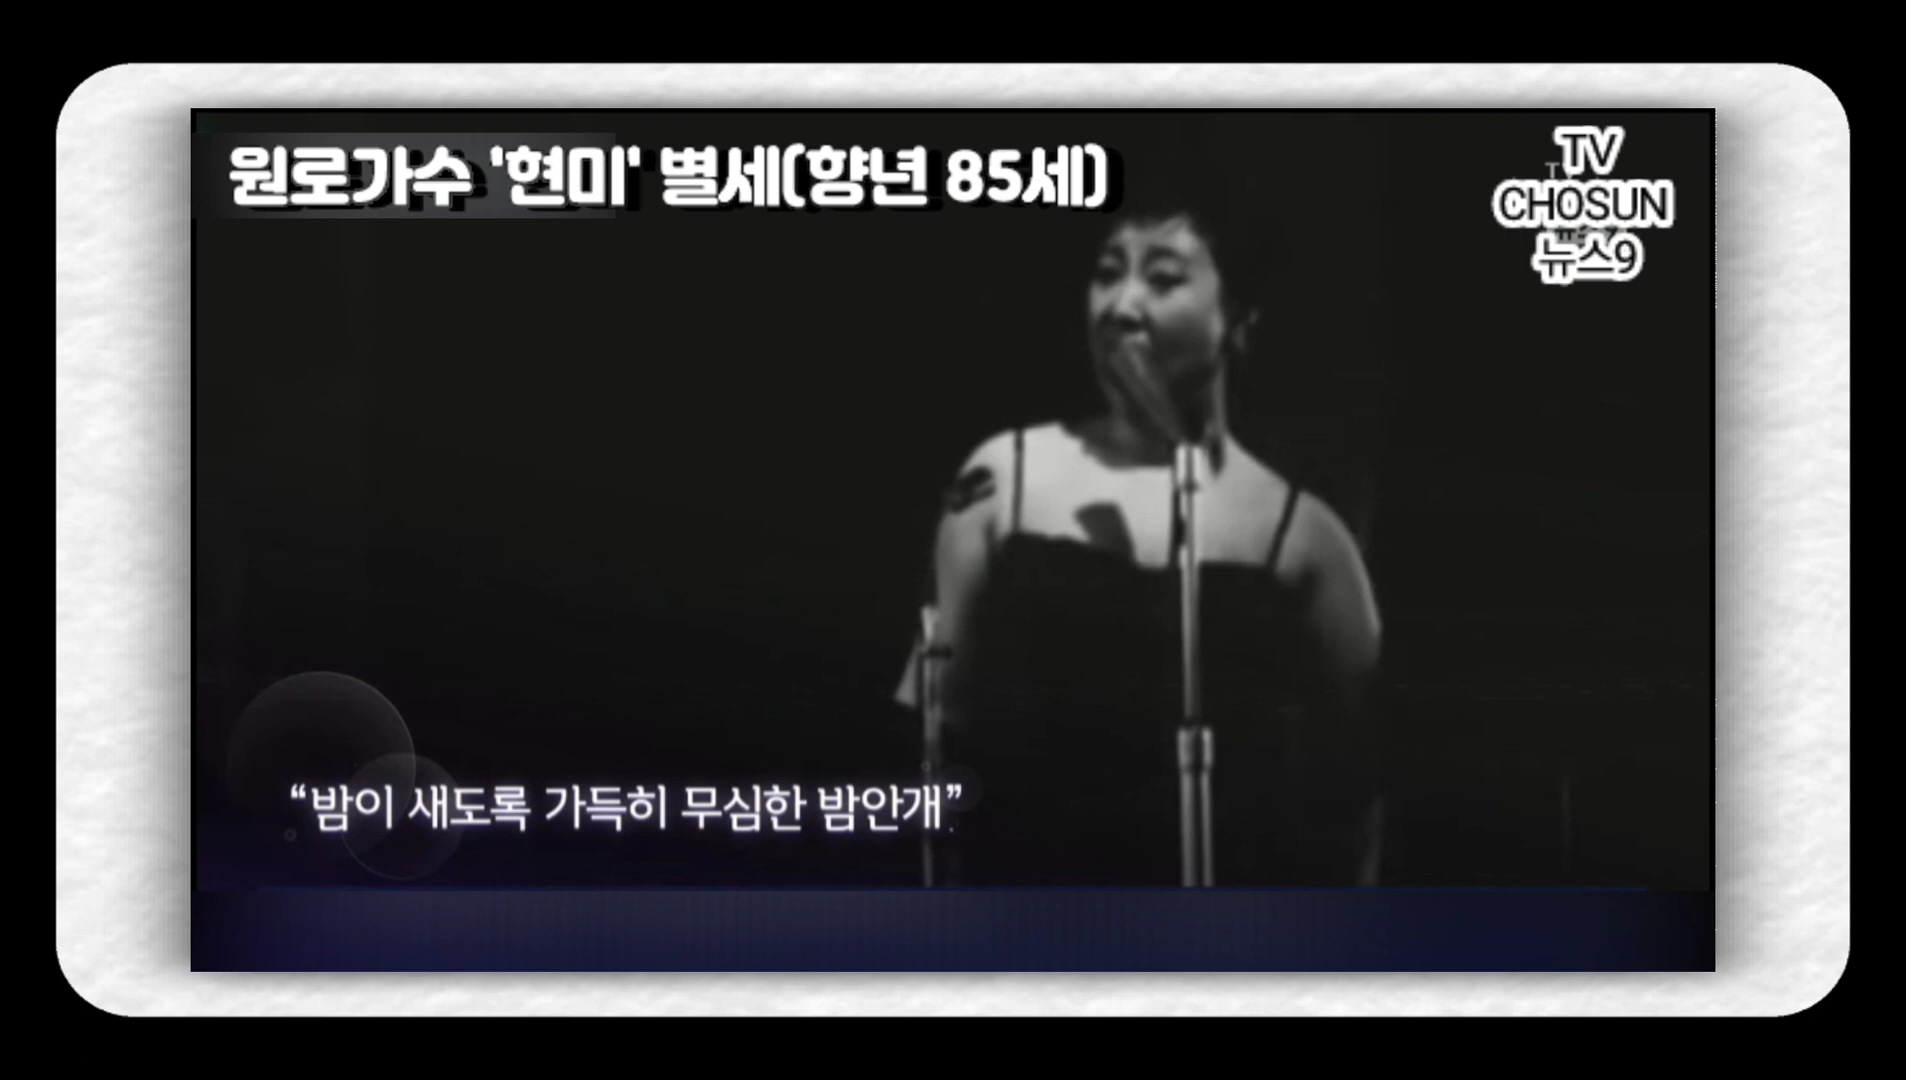 원로가수 '현미' 별세(향년 85세)
TV
CHOSUN
뉴스9
“밤이 새도록 가득히 무심한 밤안개”